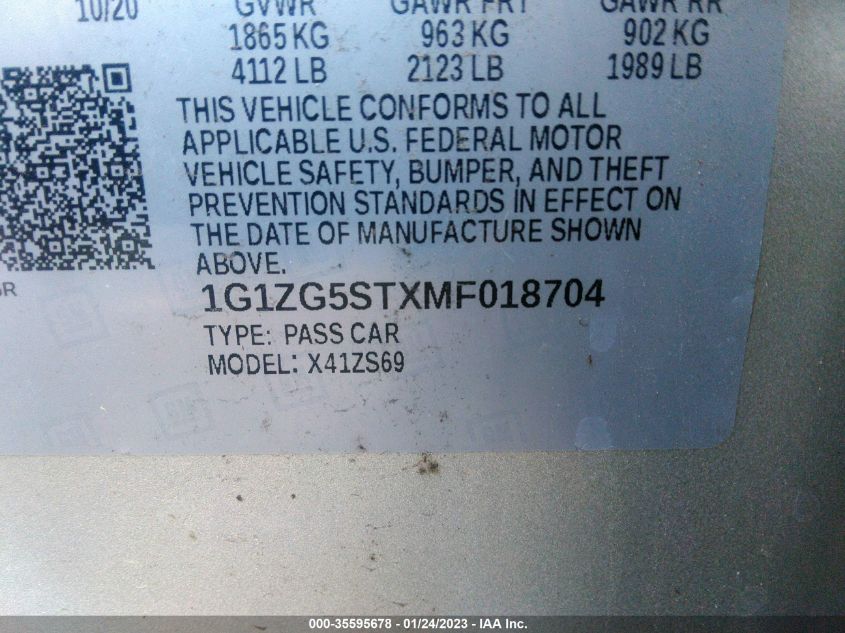 10/20 GVWR GAWR FRT GAWR RR
1865 KG 963 KG 902 KG
4112 LB 2123 LB 1989 LB
THIS VEHICLE CONFORMS TO ALL
APPLICABLE U.S. FEDERAL MOTOR
VEHICLE SAFETY, BUMPER, AND THEFT
PREVENTION STANDARDS IN EFFECT ON
THE DATE OF MANUFACTURE SHOWN
ABOVE.
1G1ZG5STXMF018704
TYPE: PASS CAR
MODEL: X41ZS69
000-35595678 - 01/24/2023 - IAA Inc.